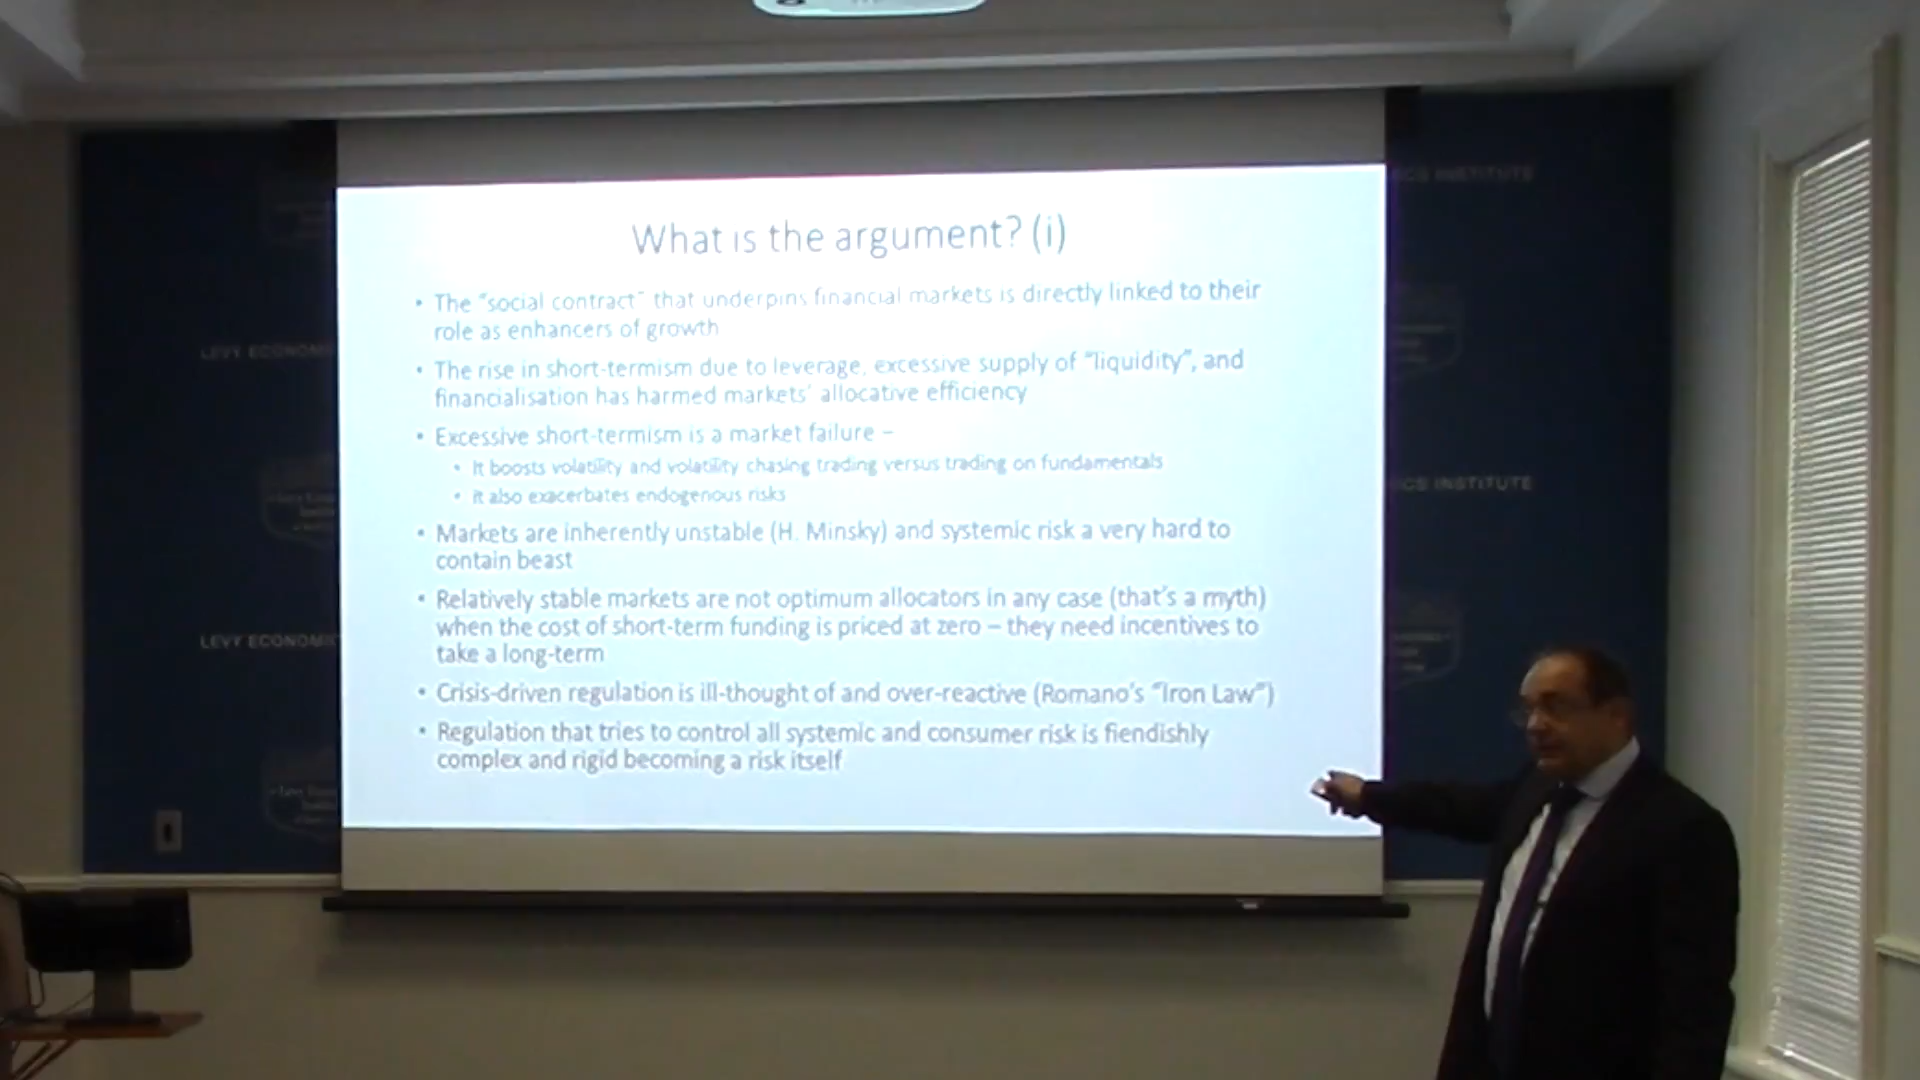 What is the argument? (i)
• The "social contract" that underpins financial markets is directly linked to their
role as enhancers of growth
• The rise in short-termism due to leverage, excessive supply of "liquidity", and
financialisation has harmed markets' allocative efficiency
• Excessive short-termism is a market failure –
• It boosts volatility and volatility chasing trading versus trading on fundamentals
• It also exacerbates endogenous risks
• Markets are inherently unstable (H. Minsky) and systemic risk a very hard to
contain beast
• Relatively stable markets are not optimum allocators in any case (that's a myth)
when the cost of short-term funding is priced at zero – they need incentives to
take a long-term
• Crisis-driven regulation is ill-thought of and over-reactive (Romano's "Iron Law")
• Regulation that tries to control all systemic and consumer risk is fiendishly
complex and rigid becoming a risk itself
LEVY ECONOM
LEVY ECONOMIC
ICS INSTITUTE
ICS INSTITUTE